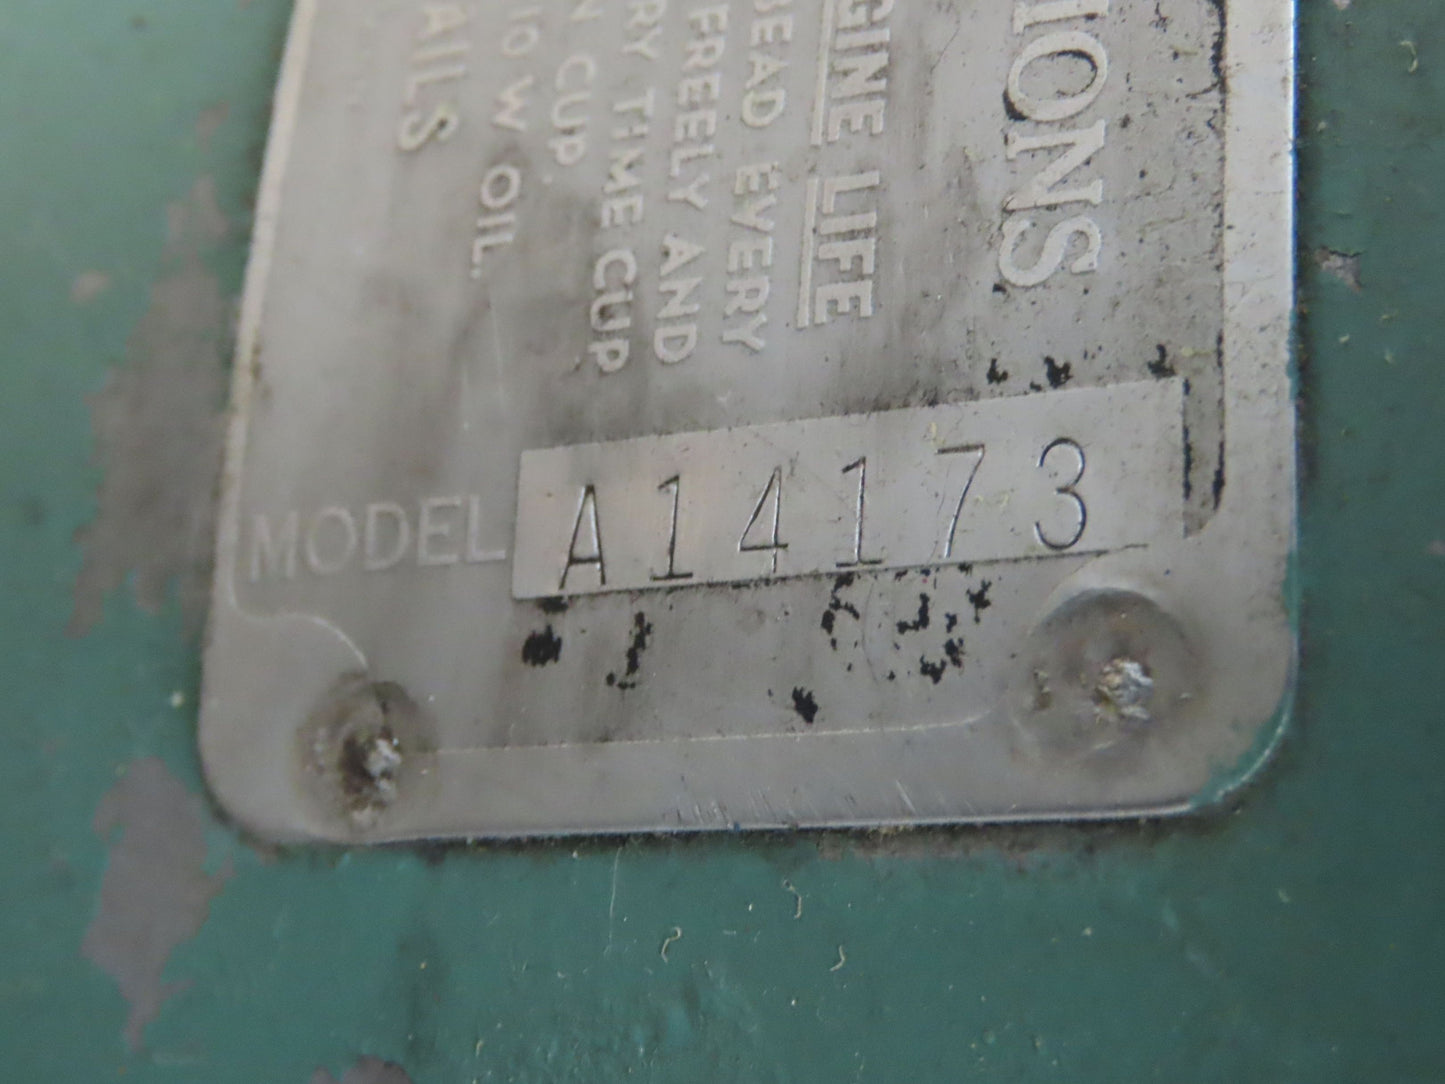 IONS
GINE LIFE
BEAD EVERY
FREELY AND
RY TIME CUP
N CUP
10 W OIL.
AILS
MODEL A14173